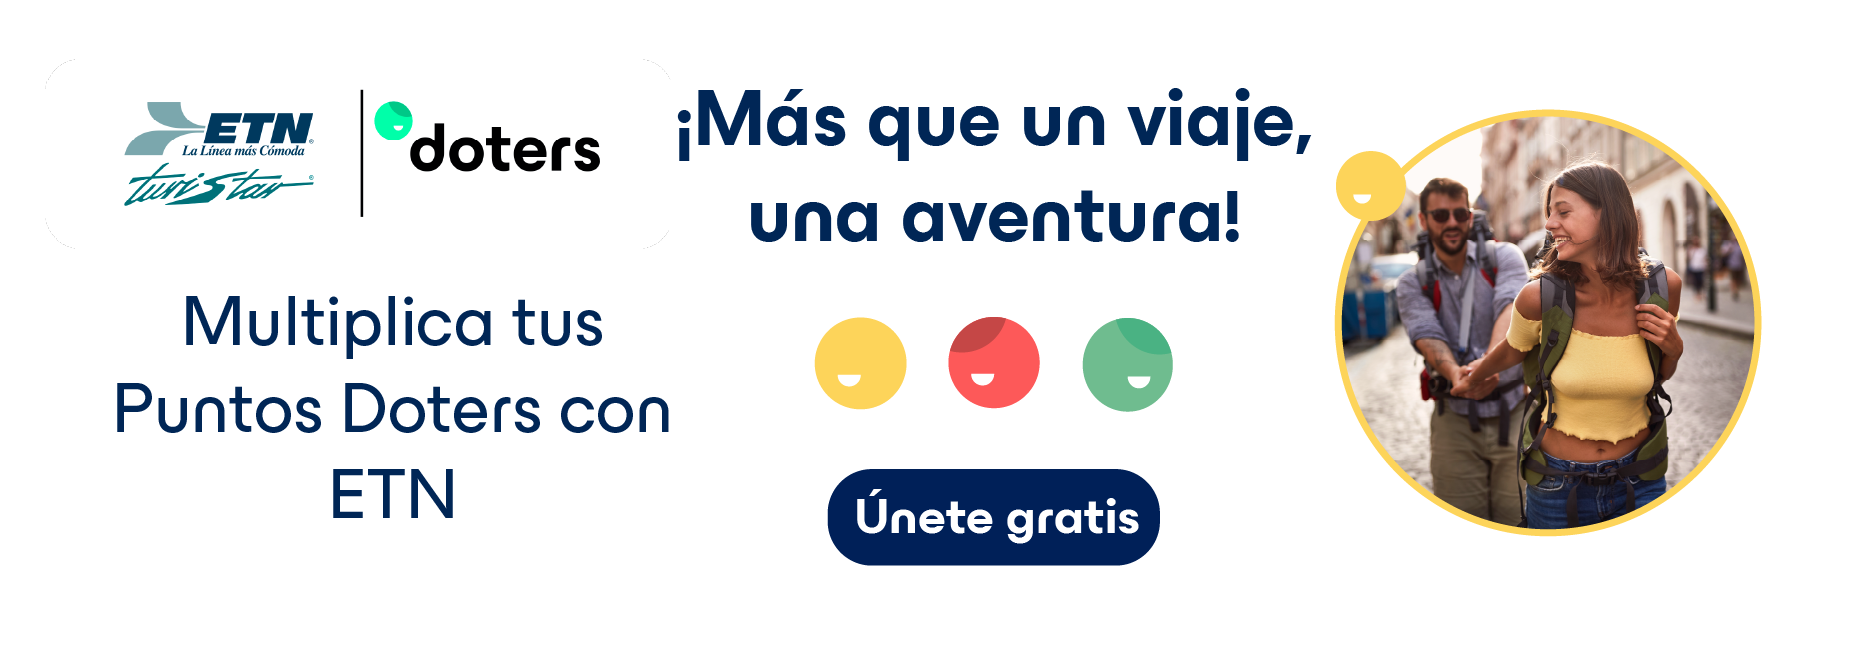 ETN
La Línea más Cómoda
turistar
doters
¡Más que un viaje,
una aventura!
Multiplica tus
Puntos Doters con
ETN
Únete gratis